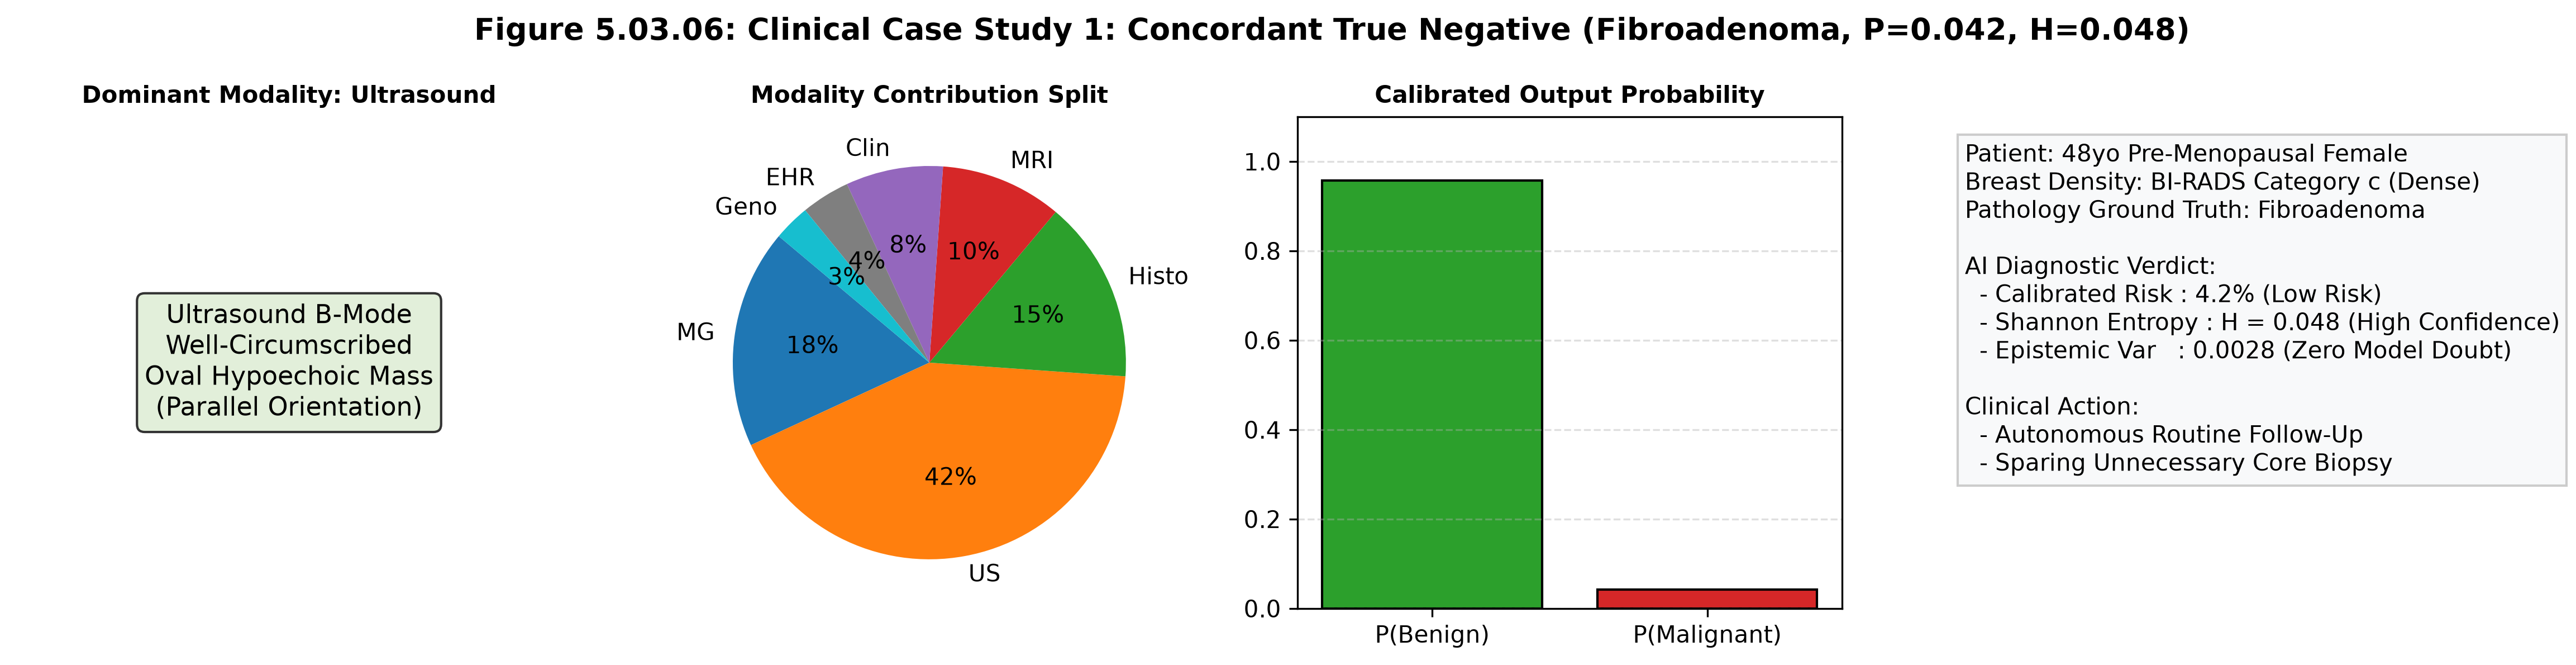 Figure 5.03.06: Clinical Case Study 1: Concordant True Negative (Fibroadenoma, P=0.042, H=0.048)
Dominant Modality: Ultrasound
Ultrasound B-Mode
Well-Circumscribed
Oval Hypoechoic Mass
(Parallel Orientation)
Modality Contribution Split
Clin
MRI
EHR
Geno
Histo
MG
US
8%
10%
4%
3%
15%
18%
42%
Calibrated Output Probability
1.0
0.8
0.6
0.4
0.2
0.0
P(Benign)
P(Malignant)
Patient: 48yo Pre-Menopausal Female
Breast Density: BI-RADS Category c (Dense)
Pathology Ground Truth: Fibroadenoma
AI Diagnostic Verdict:
- Calibrated Risk : 4.2% (Low Risk)
- Shannon Entropy : H = 0.048 (High Confidence)
- Epistemic Var   : 0.0028 (Zero Model Doubt)
Clinical Action:
- Autonomous Routine Follow-Up
- Sparing Unnecessary Core Biopsy